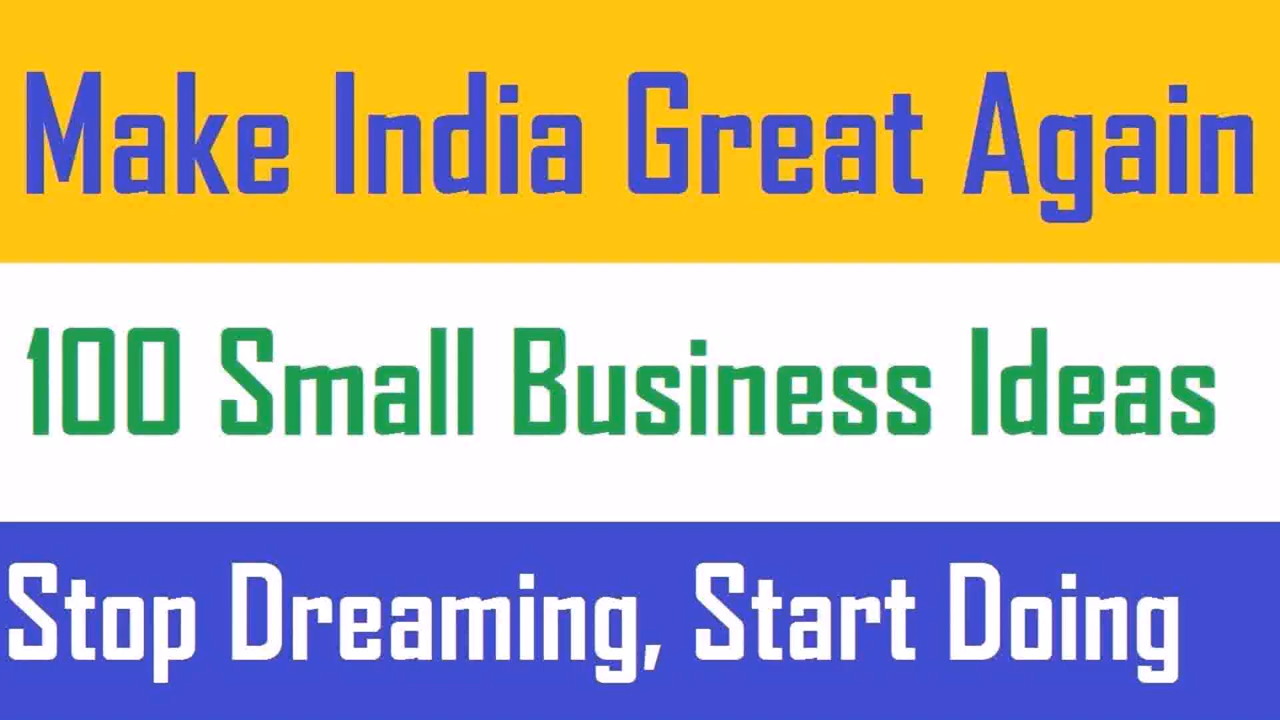 Make India Great Again
100 Small Business Ideas
Stop Dreaming, Start Doing